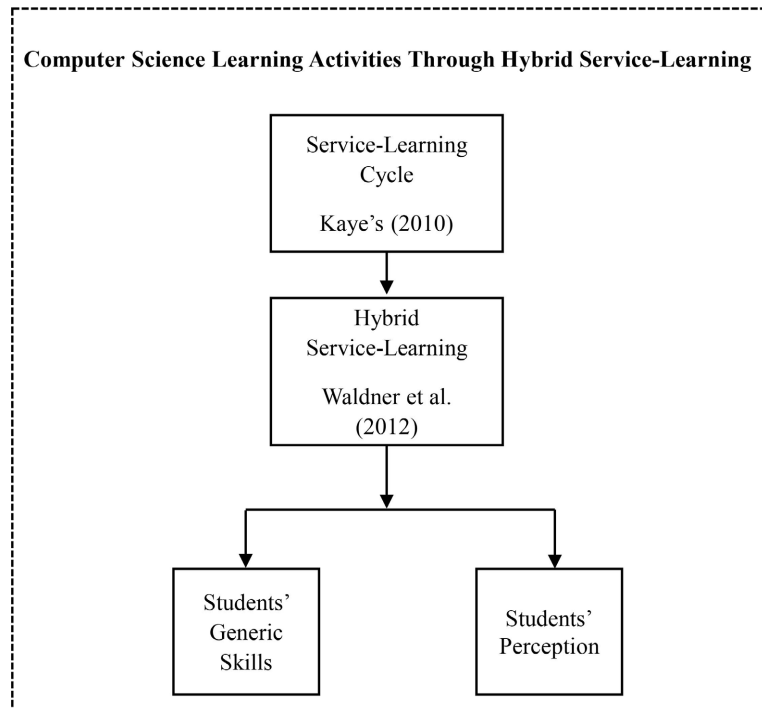 Computer Science Learning Activities Through Hybrid Service-Learning
Service-Learning
Cycle
Kaye’s (2010)
Hybrid
Service-Learning
Waldner et al.
(2012)
Students’
Generic
Skills
Students’
Perception